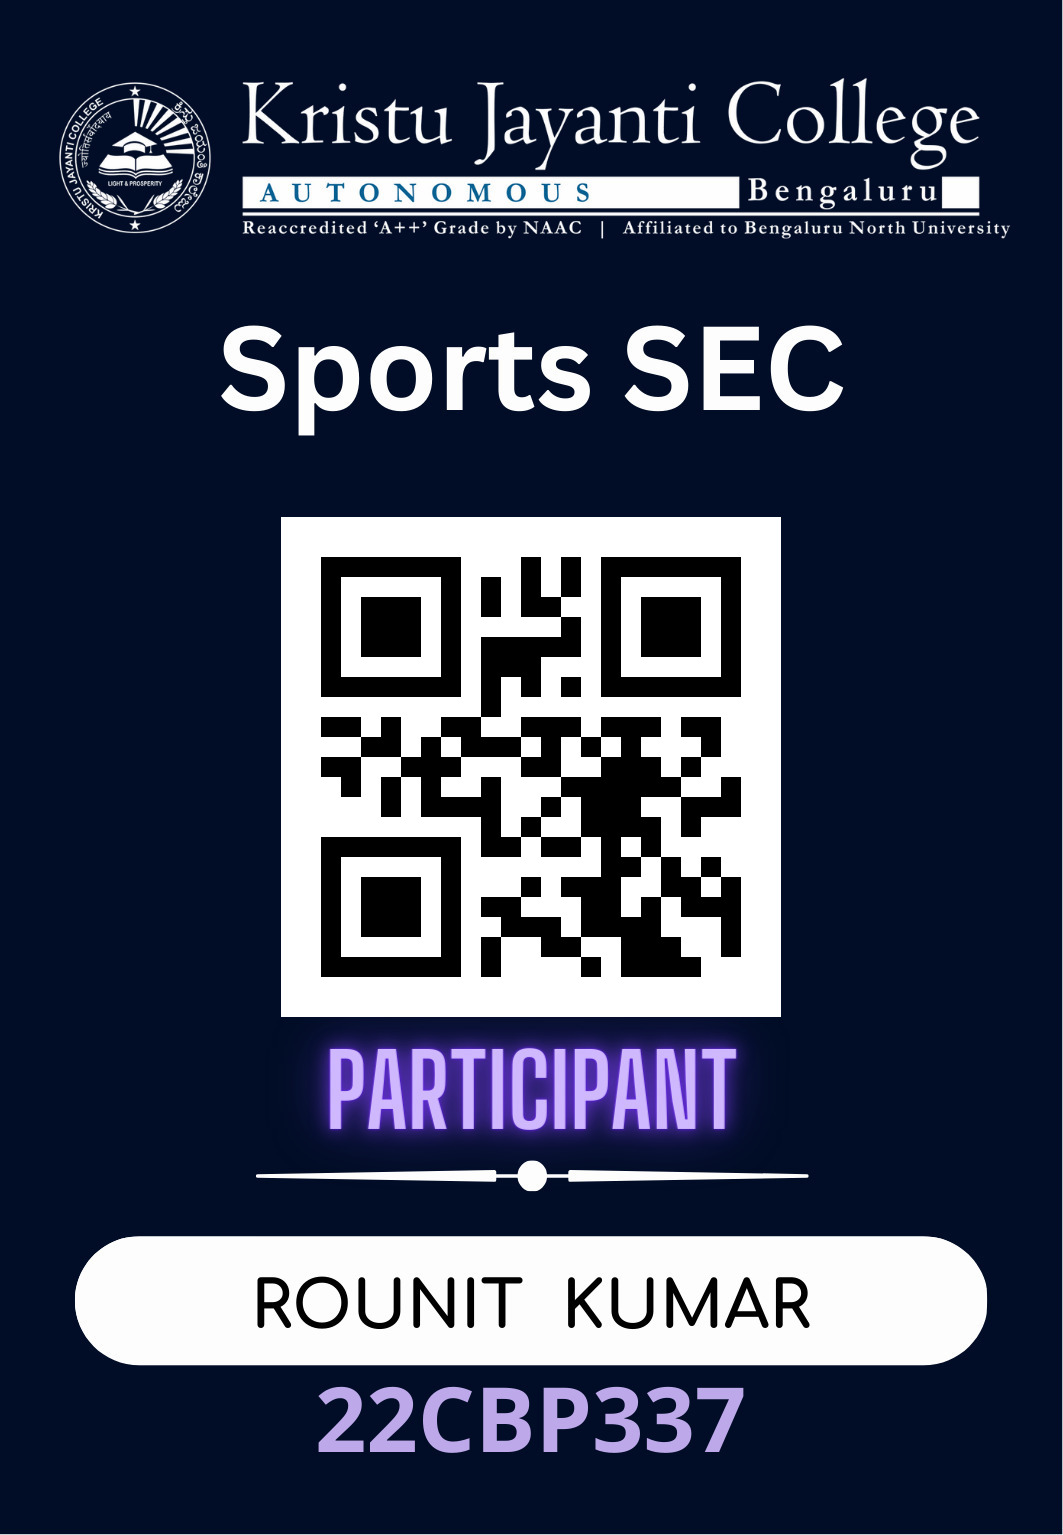 Kristu Jayanti College
AUTONOMOUS Bengaluru
Reaccredited ‘A++’ Grade by NAAC | Affiliated to Bengaluru North University
KRISTU JAYANTI COLLEGE
LIGHT & PROSPERITY
Sports SEC
PARTICIPANT
ROUNIT KUMAR
22CBP337